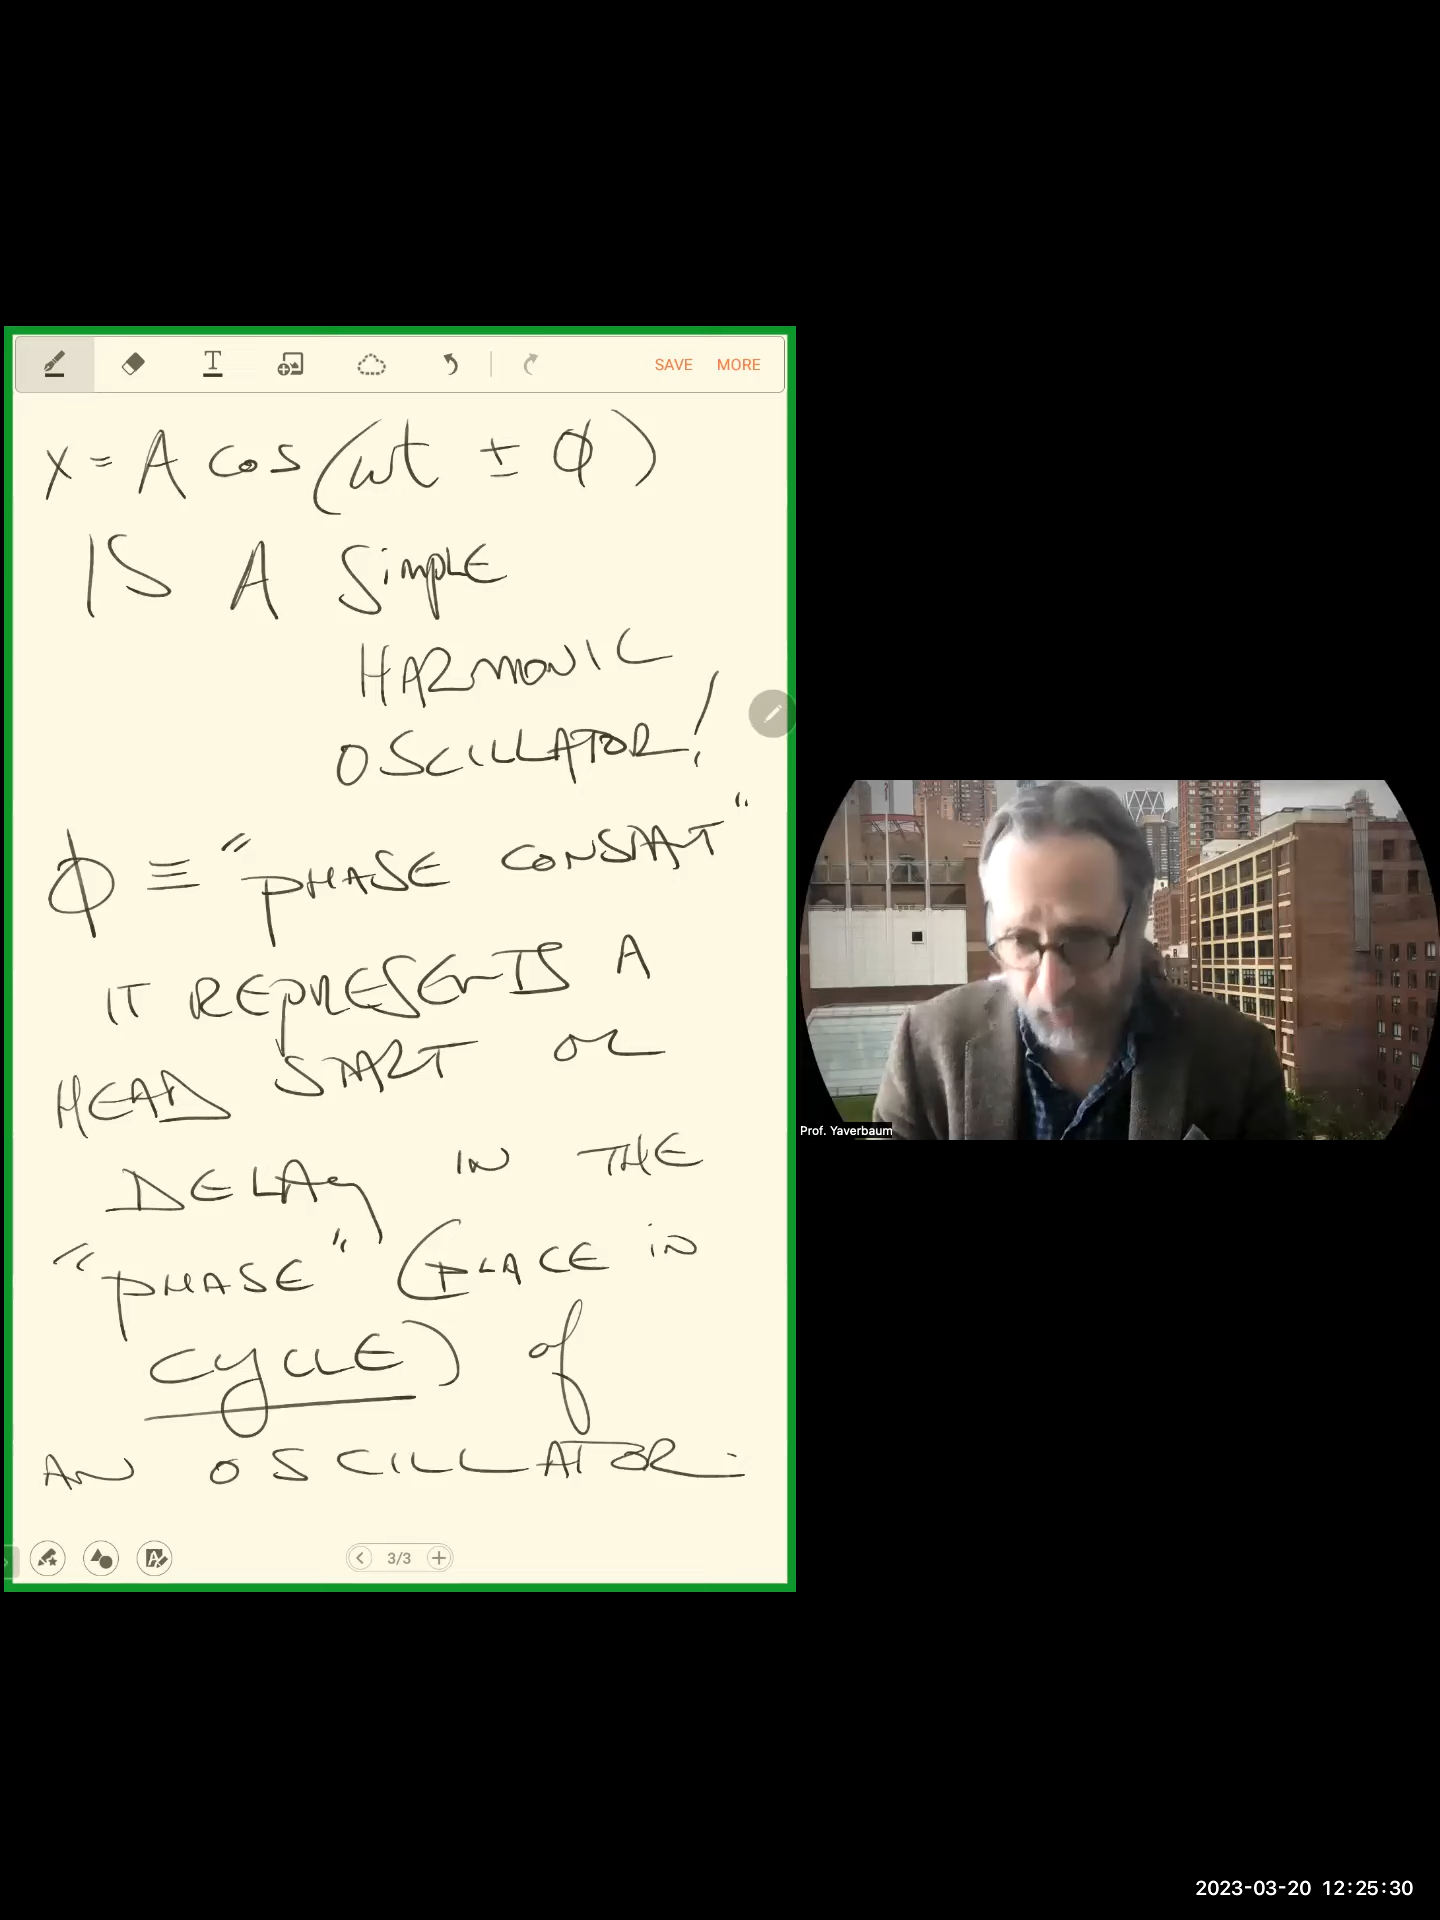 T
SAVE MORE
x = A cos(ωt ± φ)
IS A SIMPLE
HARMONIC
OSCILLATOR!
φ ≡ "PHASE CONSTANT"
IT REPRESENTS A
HEAD START OR
DELAY IN THE
"PHASE" (PLACE IN
CYCLE) of
AN OSCILLATOR.
A
3/3
Prof. Yaverbaum
2023-03-20 12:25:30